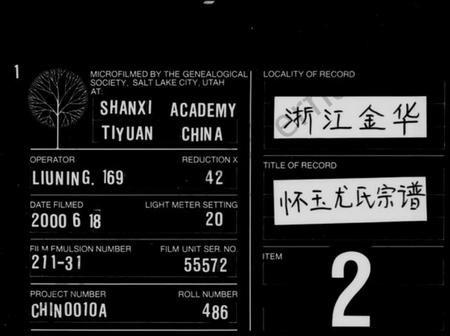 1
MICROFILMED BY THE GENEALOGICAL
SOCIETY, SALT LAKE CITY, UTAH
AT:
SHANXI ACADEMY
TIYUAN CHINA
OPERATOR REDUCTION X
LIUNING. 169 42
DATE FILMED LIGHT METER SETTING
2000 6 18 20
FILM EMULSION NUMBER FILM UNIT SER. NO.
211-31 55572
PROJECT NUMBER ROLL NUMBER
CHIN0010A 486
LOCALITY OF RECORD
浙江金华
TITLE OF RECORD
怀玉尤氏宗谱
ITEM
2